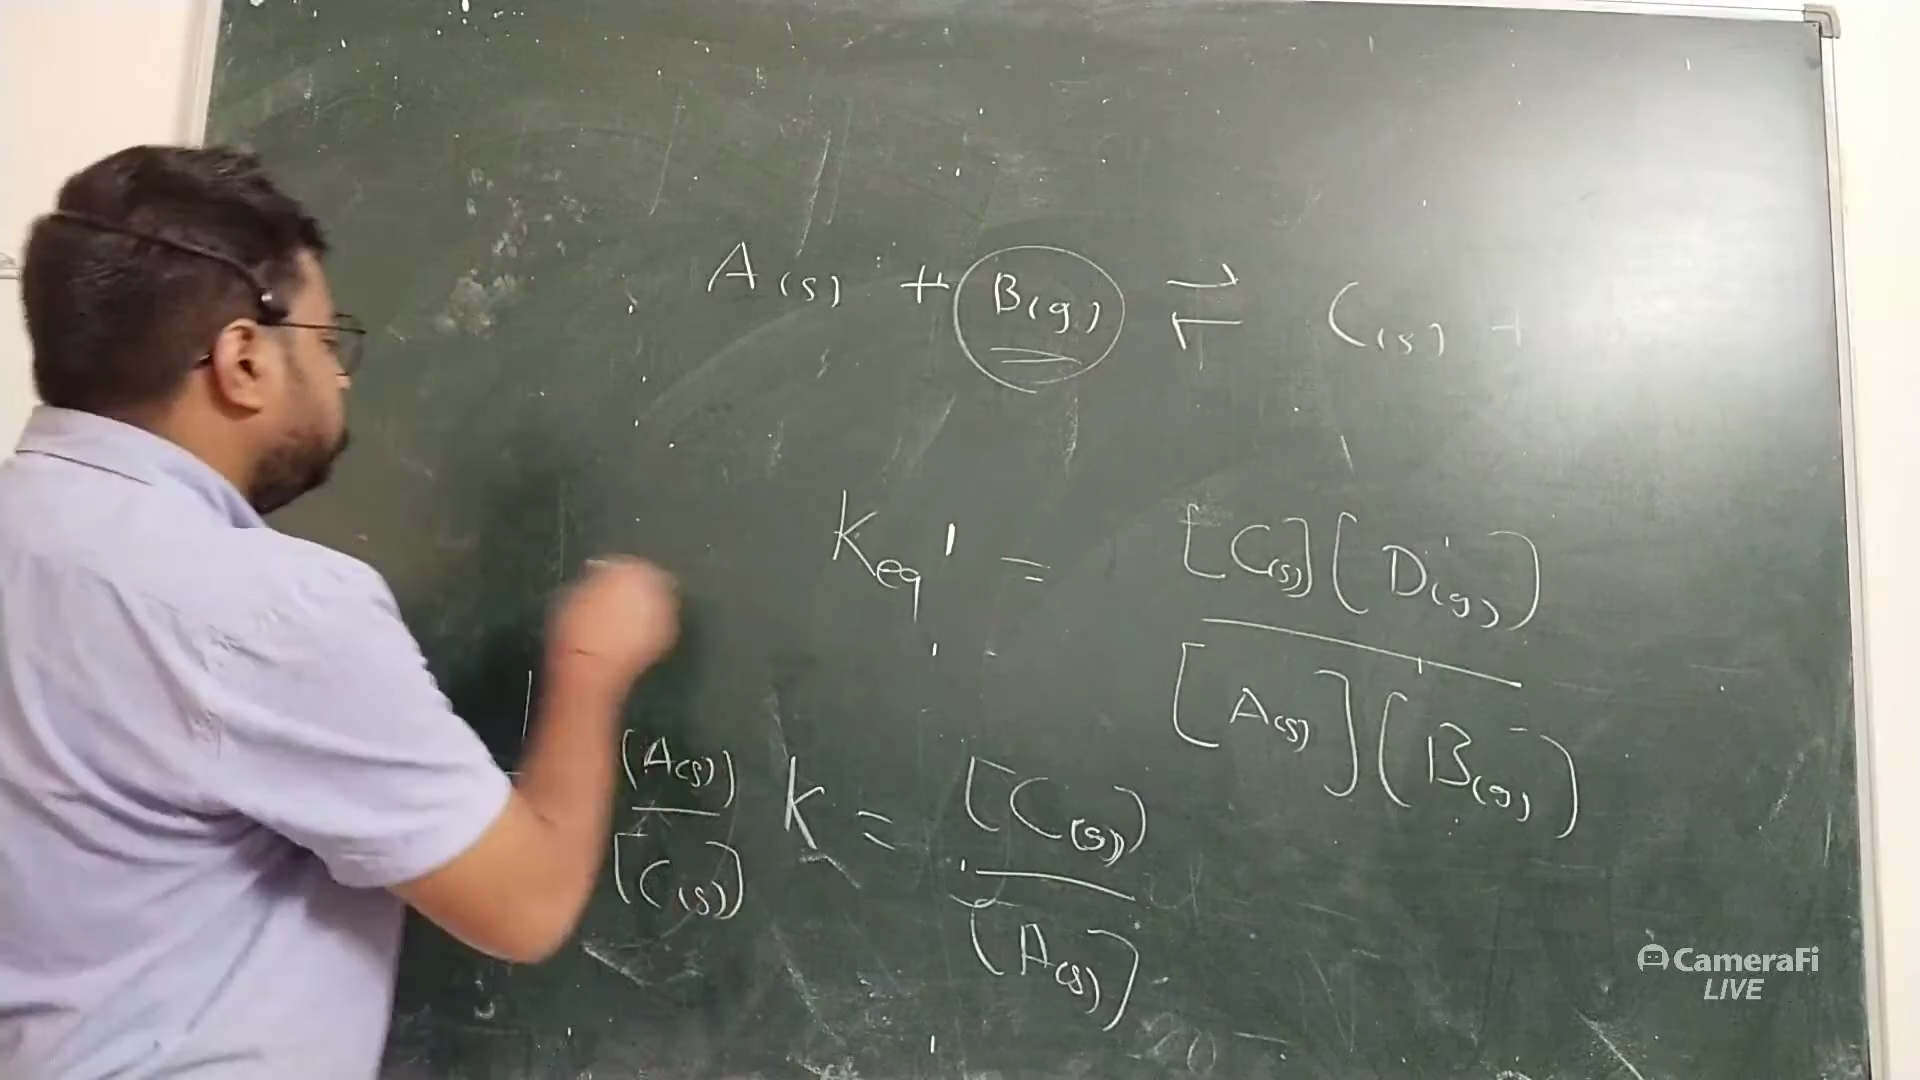 A(s) + B(g) ⇌ C(s) +
Keq' = [C(s)] [D(g)]
[A(s)] [B(g)]
[A(s)]
[C(s)]
K = [C(s)]
[A(s)]
CameraFi
LIVE